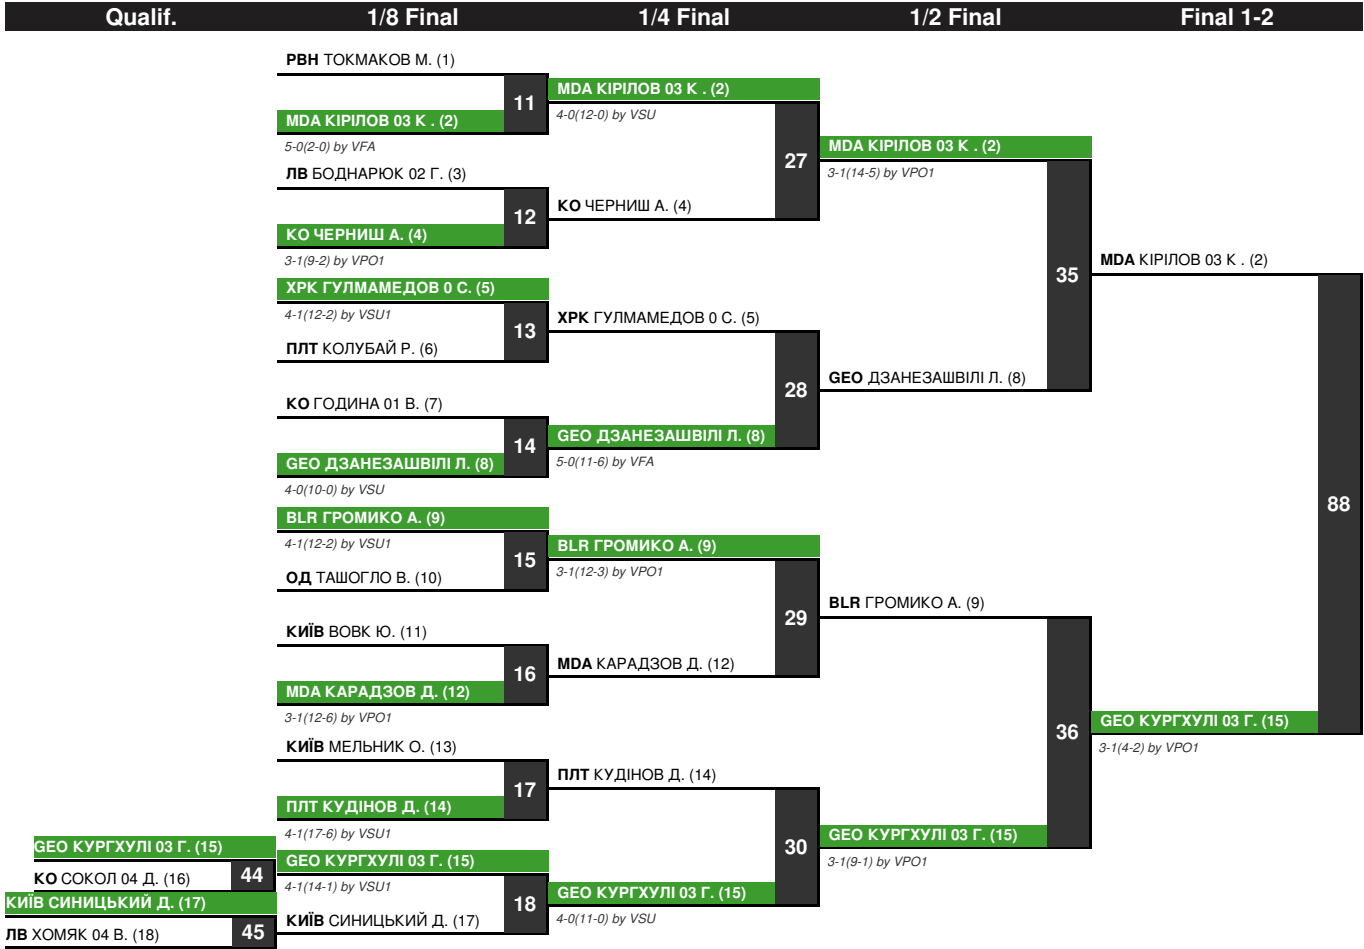 Qualif.
1/8 Final
1/4 Final
1/2 Final
Final 1-2
РВН ТОКМАКОВ М. (1)
11
MDA КІРІЛОВ 03 К . (2)
5-0(2-0) by VFA
ЛВ БОДНАРЮК 02 Г. (3)
12
КО ЧЕРНИШ А. (4)
3-1(9-2) by VPO1
ХРК ГУЛМАМЕДОВ 0 С. (5)
4-1(12-2) by VSU1
13
ПЛТ КОЛУБАЙ Р. (6)
КО ГОДИНА 01 В. (7)
14
GEO ДЗАНЕЗАШВІЛІ Л. (8)
4-0(10-0) by VSU
BLR ГРОМИКО А. (9)
4-1(12-2) by VSU1
15
ОД ТАШОГЛО В. (10)
КИЇВ ВОВК Ю. (11)
16
MDA КАРАДЗОВ Д. (12)
3-1(12-6) by VPO1
КИЇВ МЕЛЬНИК О. (13)
17
ПЛТ КУДІНОВ Д. (14)
4-1(17-6) by VSU1
GEO КУРГХУЛІ 03 Г. (15)
4-1(14-1) by VSU1
18
КИЇВ СИНИЦЬКИЙ Д. (17)
GEO КУРГХУЛІ 03 Г. (15)
КО СОКОЛ 04 Д. (16)
44
КИЇВ СИНИЦЬКИЙ Д. (17)
ЛВ ХОМЯК 04 В. (18)
45
MDA КІРІЛОВ 03 К . (2)
4-0(12-0) by VSU
27
КО ЧЕРНИШ А. (4)
ХРК ГУЛМАМЕДОВ 0 С. (5)
28
GEO ДЗАНЕЗАШВІЛІ Л. (8)
5-0(11-6) by VFA
BLR ГРОМИКО А. (9)
3-1(12-3) by VPO1
29
MDA КАРАДЗОВ Д. (12)
ПЛТ КУДІНОВ Д. (14)
30
GEO КУРГХУЛІ 03 Г. (15)
4-0(11-0) by VSU
MDA КІРІЛОВ 03 К . (2)
3-1(14-5) by VPO1
35
GEO ДЗАНЕЗАШВІЛІ Л. (8)
BLR ГРОМИКО А. (9)
36
GEO КУРГХУЛІ 03 Г. (15)
3-1(9-1) by VPO1
MDA КІРІЛОВ 03 К . (2)
88
GEO КУРГХУЛІ 03 Г. (15)
3-1(4-2) by VPO1